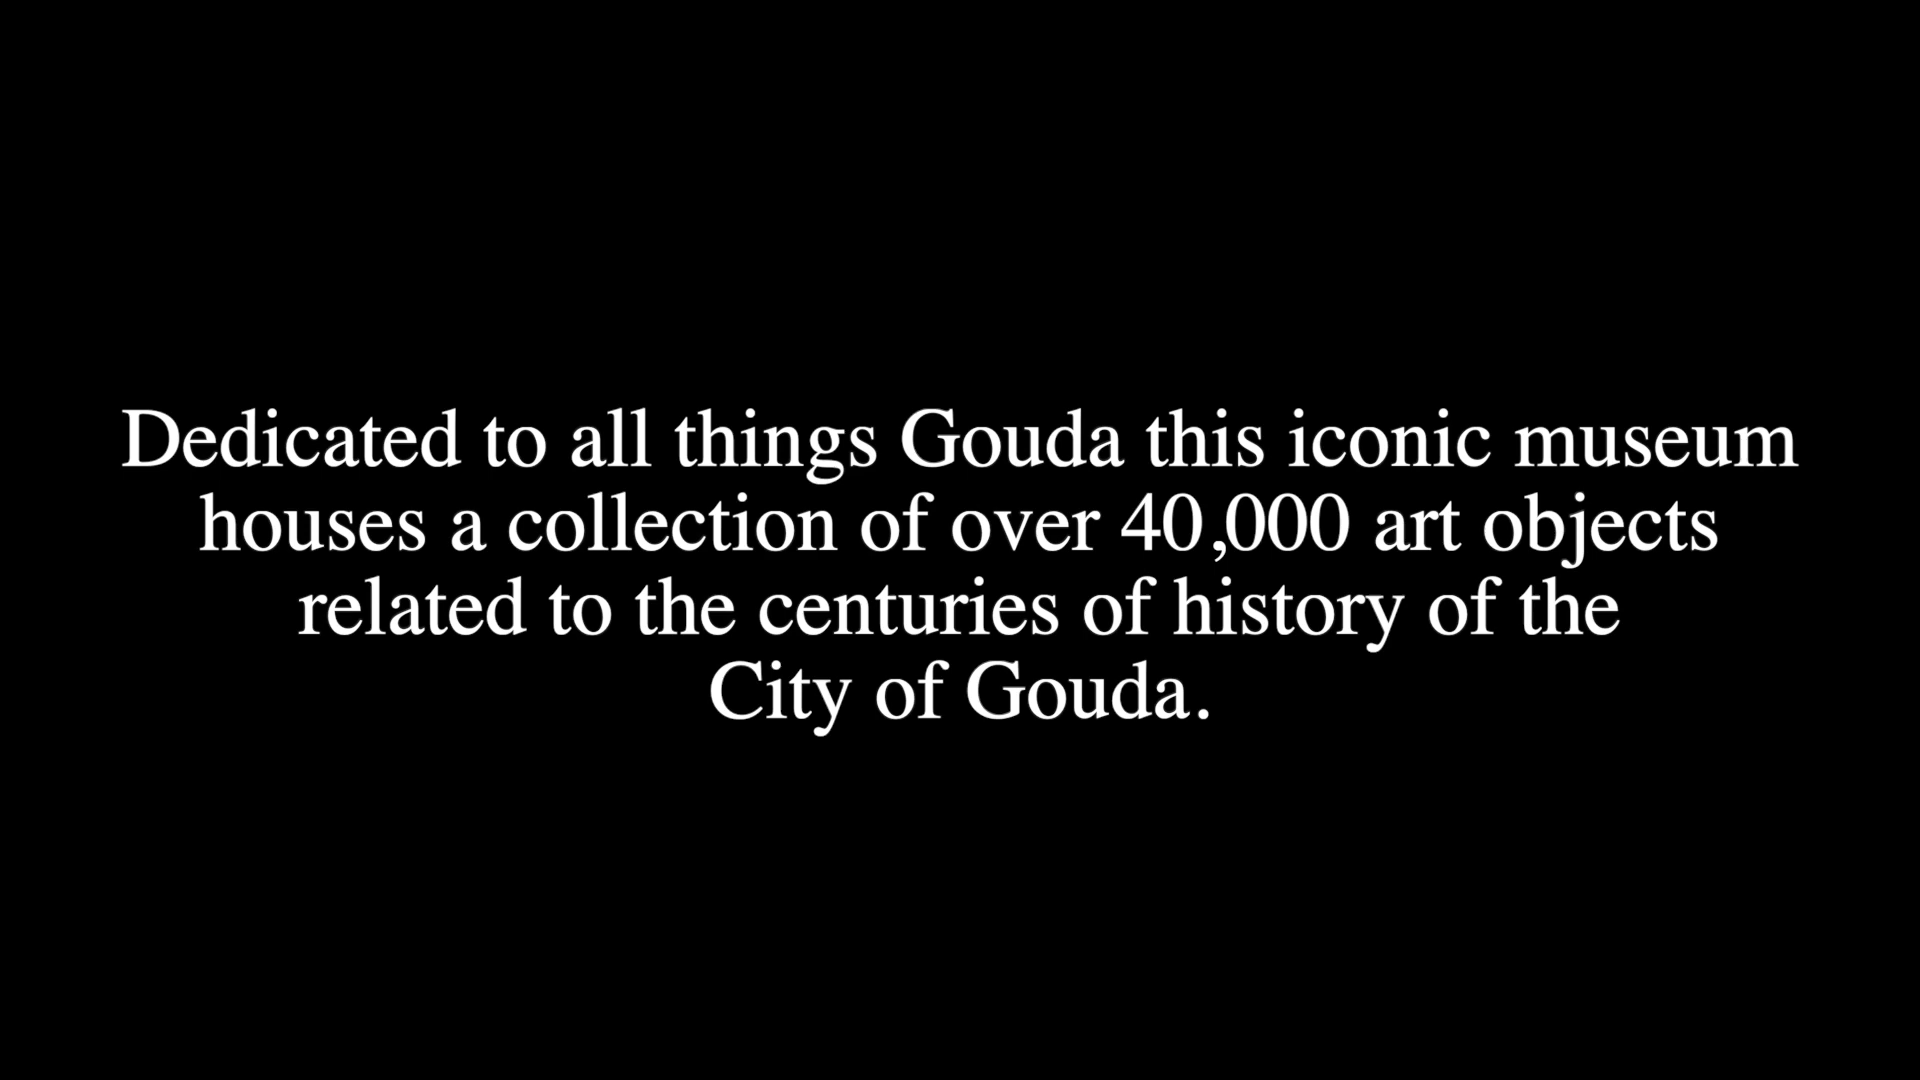 Dedicated to all things Gouda this iconic museum
houses a collection of over 40,000 art objects
related to the centuries of history of the
City of Gouda.